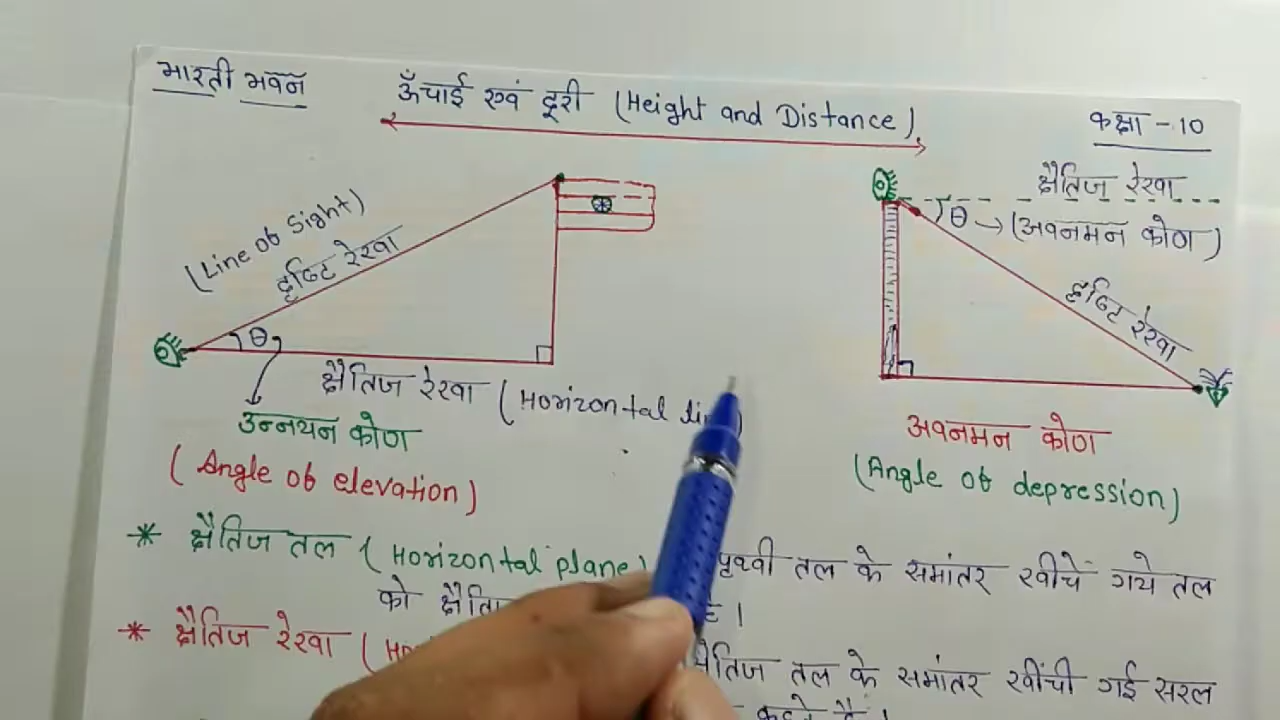 भारती भवन
ऊँचाई एवं दूरी (Height and Distance)
कक्षा - 10
(Line of Sight)
दृष्टि रेखा
θ
क्षैतिज रेखा (Horizontal
उन्नयन कोण
(Angle of elevation)
क्षैतिज रेखा
θ → (अवनमन कोण)
दृष्टि रेखा
अवनमन कोण
(Angle of depression)
* क्षैतिज तल (Horizontal plane) पृथ्वी तल के समांतर खींचे गये तल
को
* क्षैतिज रेखा ( तल के समांतर खींची गई सरल